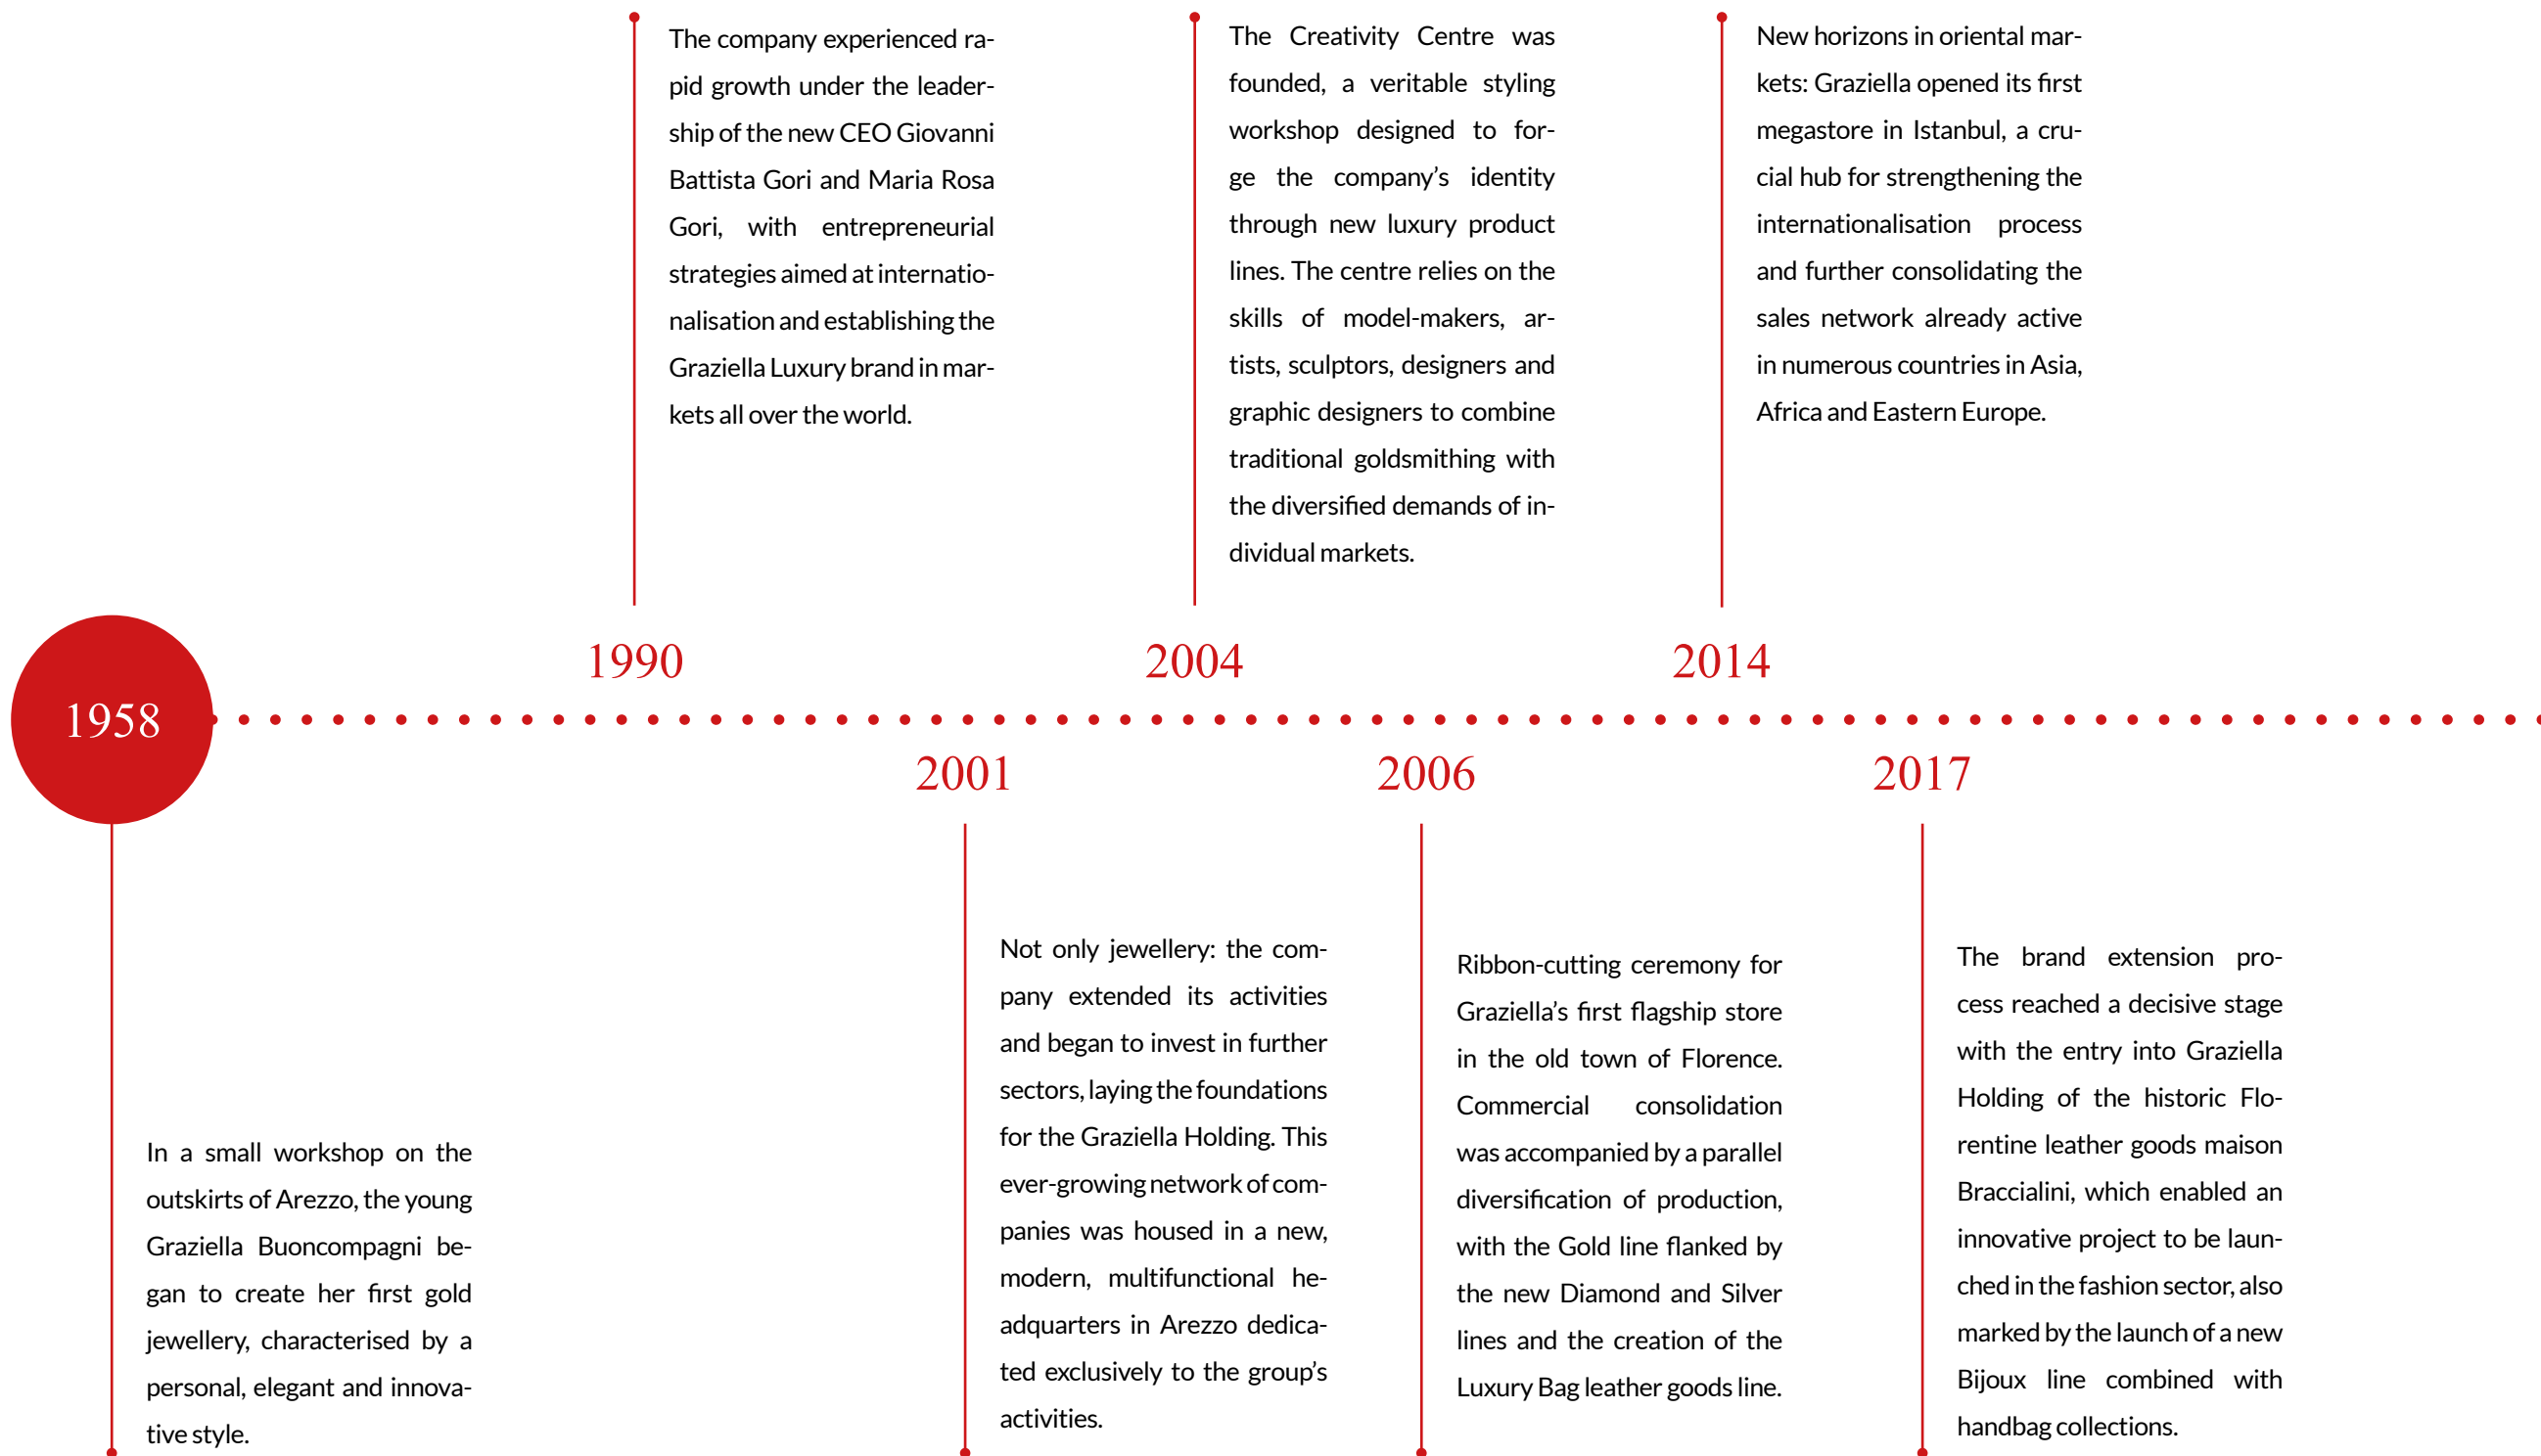 1958
In a small workshop on the
outskirts of Arezzo, the young
Graziella Buoncompagni be-
gan to create her first gold
jewellery, characterised by a
personal, elegant and innova-
tive style.
1990
The company experienced ra-
pid growth under the leader-
ship of the new CEO Giovanni
Battista Gori and Maria Rosa
Gori, with entrepreneurial
strategies aimed at internatio-
nalisation and establishing the
Graziella Luxury brand in mar-
kets all over the world.
2001
Not only jewellery: the com-
pany extended its activities
and began to invest in further
sectors, laying the foundations
for the Graziella Holding. This
ever-growing network of com-
panies was housed in a new,
modern, multifunctional he-
adquarters in Arezzo dedica-
ted exclusively to the group’s
activities.
2004
The Creativity Centre was
founded, a veritable styling
workshop designed to for-
ge the company’s identity
through new luxury product
lines. The centre relies on the
skills of model-makers, ar-
tists, sculptors, designers and
graphic designers to combine
traditional goldsmithing with
the diversified demands of in-
dividual markets.
2006
Ribbon-cutting ceremony for
Graziella’s first flagship store
in the old town of Florence.
Commercial consolidation
was accompanied by a parallel
diversification of production,
with the Gold line flanked by
the new Diamond and Silver
lines and the creation of the
Luxury Bag leather goods line.
2014
New horizons in oriental mar-
kets: Graziella opened its first
megastore in Istanbul, a cru-
cial hub for strengthening the
internationalisation process
and further consolidating the
sales network already active
in numerous countries in Asia,
Africa and Eastern Europe.
2017
The brand extension pro-
cess reached a decisive stage
with the entry into Graziella
Holding of the historic Flo-
rentine leather goods maison
Braccialini, which enabled an
innovative project to be laun-
ched in the fashion sector, also
marked by the launch of a new
Bijoux line combined with
handbag collections.